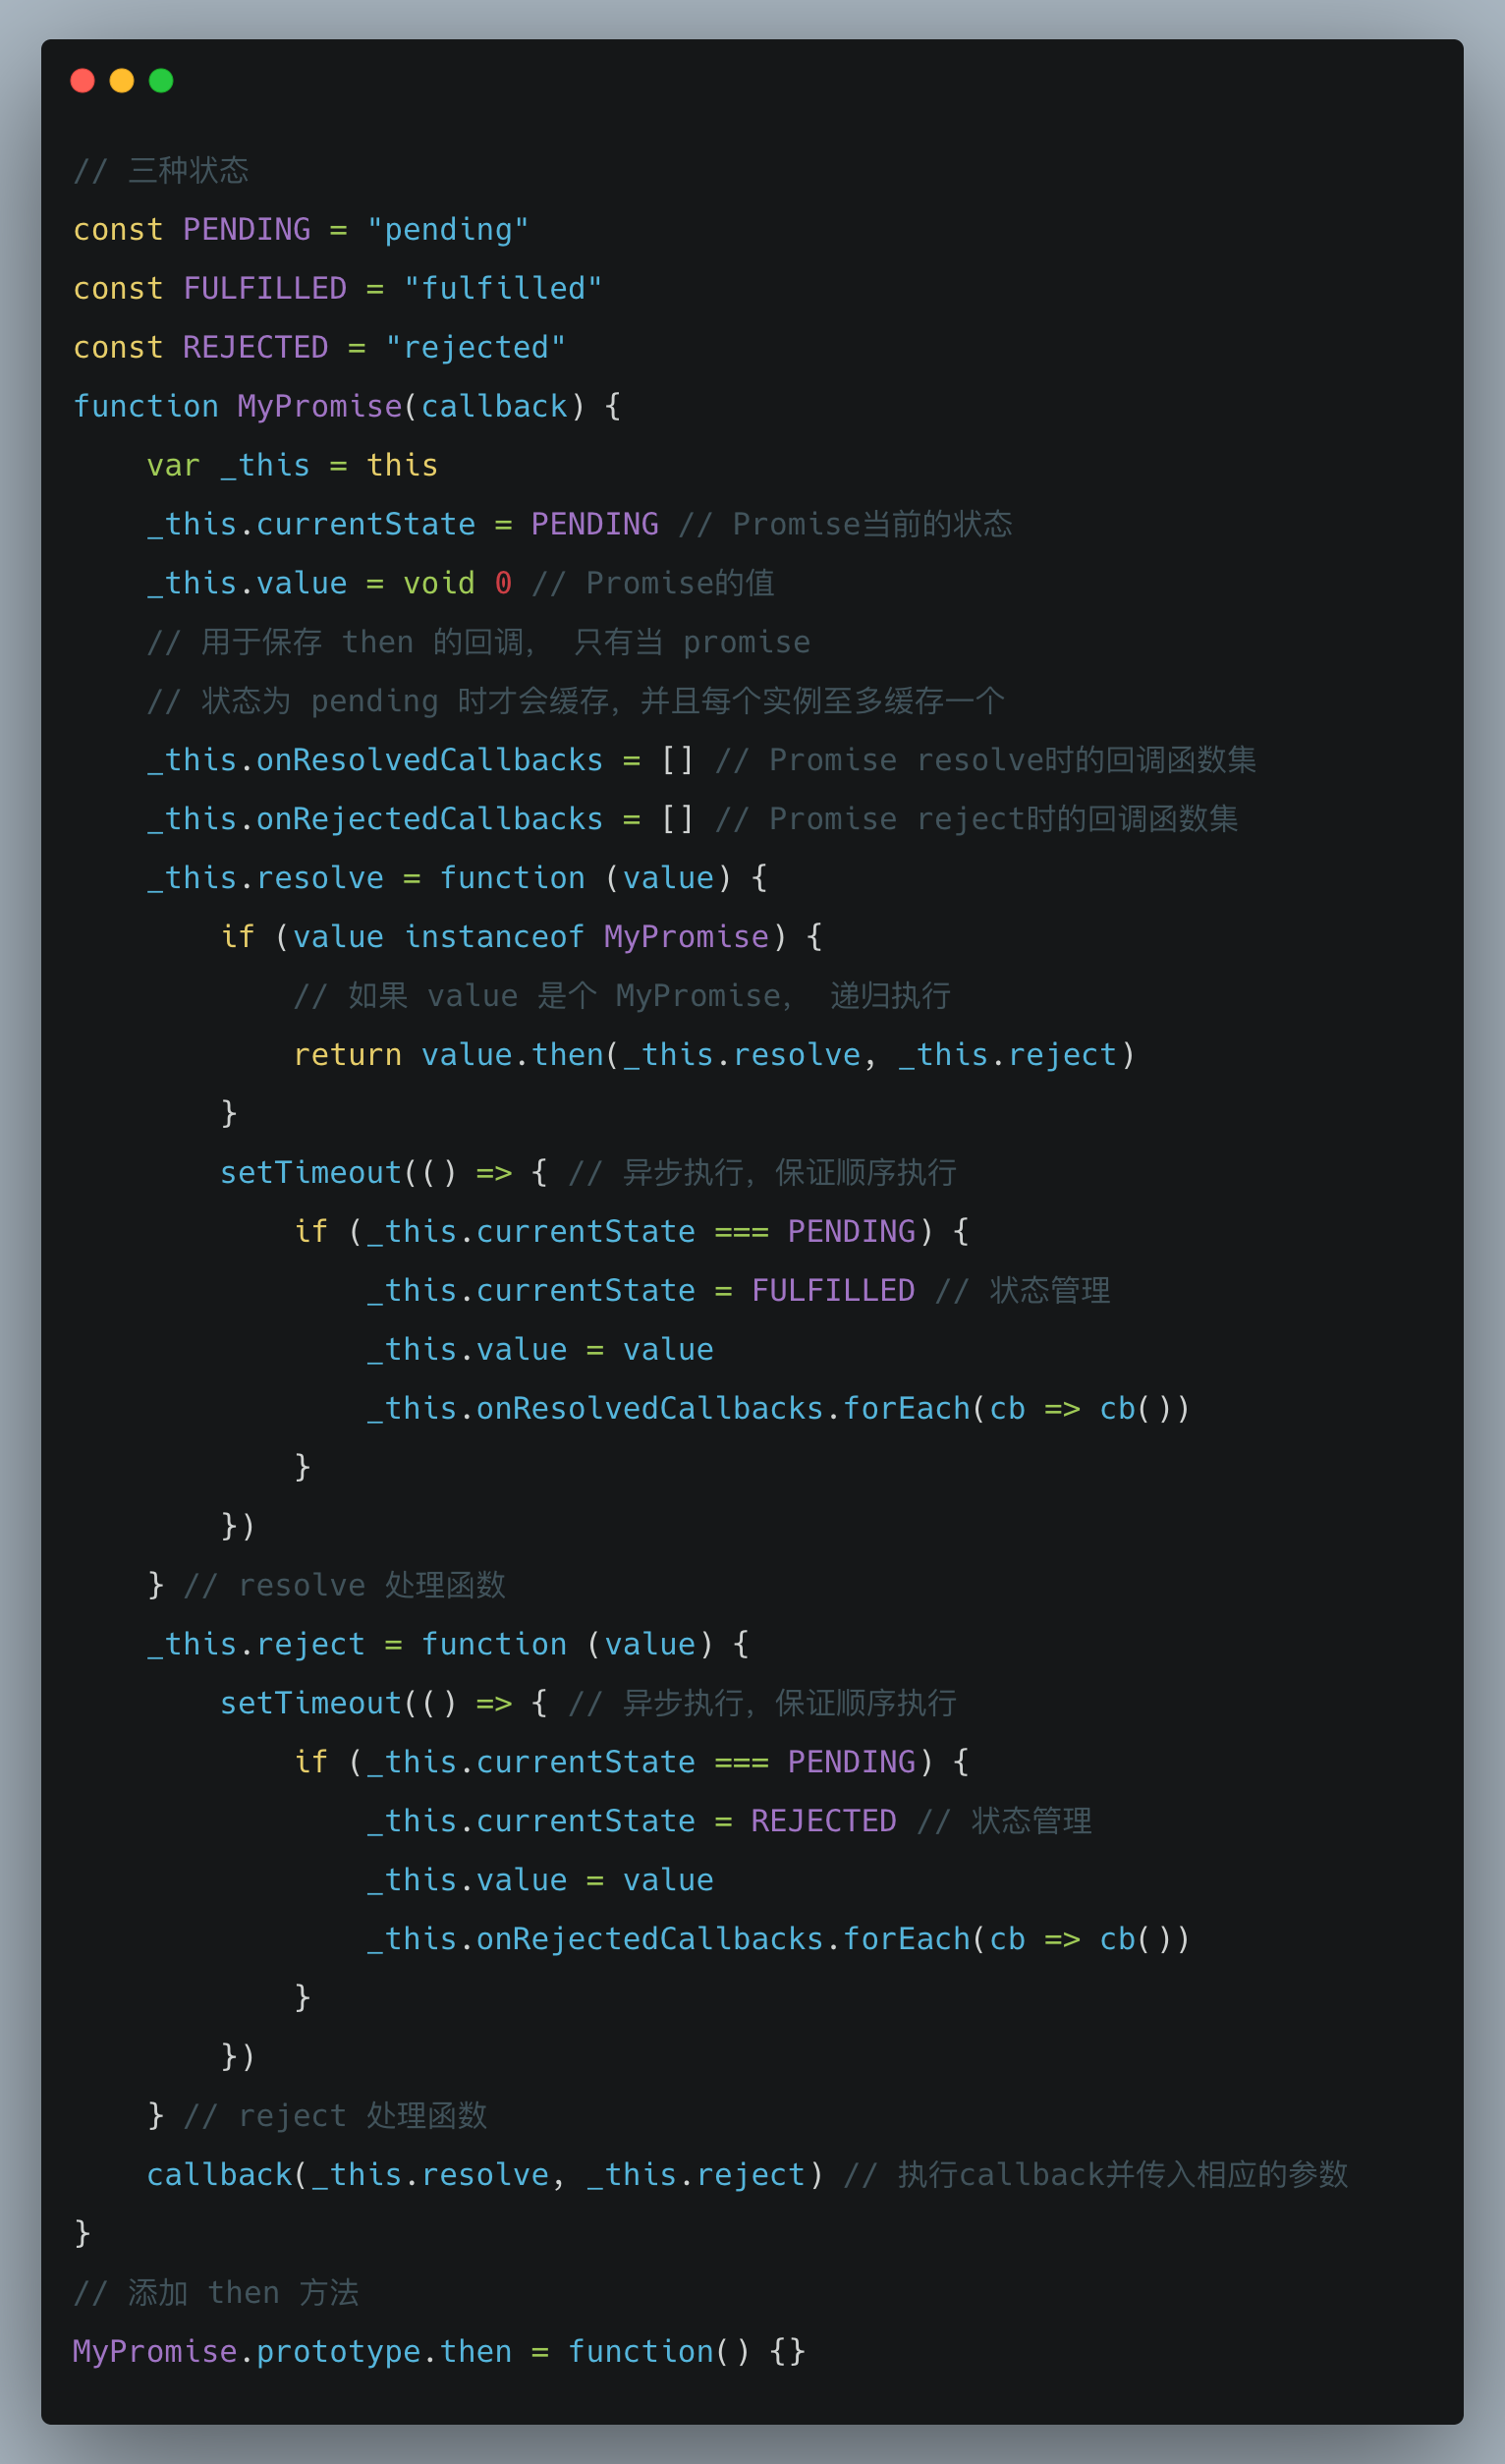 // 三种状态
const PENDING = "pending"
const FULFILLED = "fulfilled"
const REJECTED = "rejected"
function MyPromise(callback) {
    var _this = this
    _this.currentState = PENDING // Promise当前的状态
    _this.value = void 0 // Promise的值
    // 用于保存 then 的回调， 只有当 promise
    // 状态为 pending 时才会缓存，并且每个实例至多缓存一个
    _this.onResolvedCallbacks = [] // Promise resolve时的回调函数集
    _this.onRejectedCallbacks = [] // Promise reject时的回调函数集
    _this.resolve = function (value) {
        if (value instanceof MyPromise) {
            // 如果 value 是个 MyPromise， 递归执行
            return value.then(_this.resolve, _this.reject)
        }
        setTimeout(() => { // 异步执行，保证顺序执行
            if (_this.currentState === PENDING) {
                _this.currentState = FULFILLED // 状态管理
                _this.value = value
                _this.onResolvedCallbacks.forEach(cb => cb())
            }
        })
    } // resolve 处理函数
    _this.reject = function (value) {
        setTimeout(() => { // 异步执行，保证顺序执行
            if (_this.currentState === PENDING) {
                _this.currentState = REJECTED // 状态管理
                _this.value = value
                _this.onRejectedCallbacks.forEach(cb => cb())
            }
        })
    } // reject 处理函数
    callback(_this.resolve, _this.reject) // 执行callback并传入相应的参数
}
// 添加 then 方法
MyPromise.prototype.then = function() {}